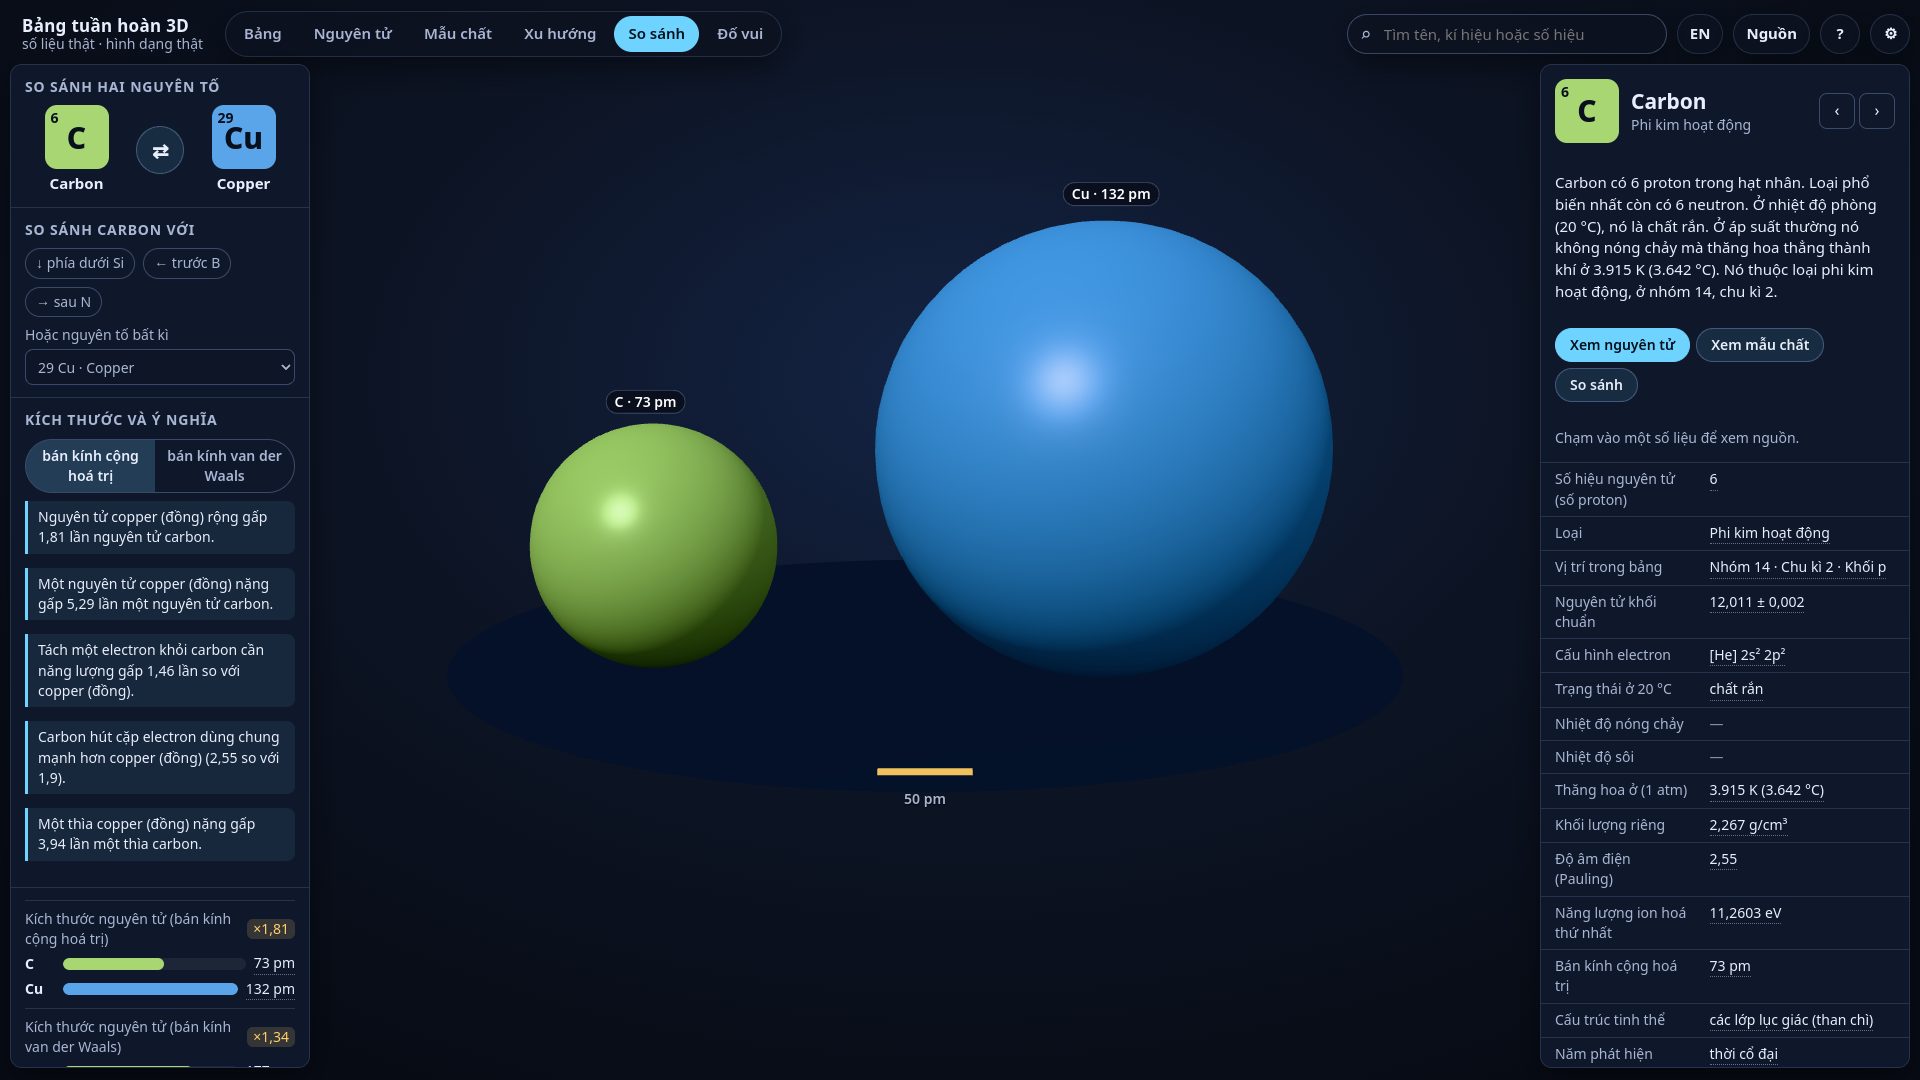 Bảng tuần hoàn 3D
số liệu thật · hình dạng thật
Bảng
Nguyên tử
Mẫu chất
Xu hướng
So sánh
Đố vui
Tìm tên, kí hiệu hoặc số hiệu
EN
Nguồn
?
SO SÁNH HAI NGUYÊN TỐ
6
C
Carbon
⇄
29
Cu
Copper
SO SÁNH CARBON VỚI
↓ phía dưới Si
← trước B
→ sau N
Hoặc nguyên tố bất kì
29 Cu · Copper
KÍCH THƯỚC VÀ Ý NGHĨA
bán kính cộng
hoá trị
bán kính van der
Waals
Nguyên tử copper (đồng) rộng gấp
1,81 lần nguyên tử carbon.
Một nguyên tử copper (đồng) nặng
gấp 5,29 lần một nguyên tử carbon.
Tách một electron khỏi carbon cần
năng lượng gấp 1,46 lần so với
copper (đồng).
Carbon hút cặp electron dùng chung
mạnh hơn copper (đồng) (2,55 so với
1,9).
Một thìa copper (đồng) nặng gấp
3,94 lần một thìa carbon.
Kích thước nguyên tử (bán kính
cộng hoá trị)
×1,81
C
73 pm
Cu
132 pm
Kích thước nguyên tử (bán kính
van der Waals)
×1,34
C · 73 pm
Cu · 132 pm
50 pm
6
C
Carbon
Phi kim hoạt động
‹
›
Carbon có 6 proton trong hạt nhân. Loại phổ
biến nhất còn có 6 neutron. Ở nhiệt độ phòng
(20 °C), nó là chất rắn. Ở áp suất thường nó
không nóng chảy mà thăng hoa thẳng thành
khí ở 3.915 K (3.642 °C). Nó thuộc loại phi kim
hoạt động, ở nhóm 14, chu kì 2.
Xem nguyên tử
Xem mẫu chất
So sánh
Chạm vào một số liệu để xem nguồn.
Số hiệu nguyên tử
(số proton)
6
Loại
Phi kim hoạt động
Vị trí trong bảng
Nhóm 14 · Chu kì 2 · Khối p
Nguyên tử khối
chuẩn
12,011 ± 0,002
Cấu hình electron
[He] 2s² 2p²
Trạng thái ở 20 °C
chất rắn
Nhiệt độ nóng chảy
—
Nhiệt độ sôi
—
Thăng hoa ở (1 atm)
3.915 K (3.642 °C)
Khối lượng riêng
2,267 g/cm³
Độ âm điện
(Pauling)
2,55
Năng lượng ion hoá
thứ nhất
11,2603 eV
Bán kính cộng hoá
trị
73 pm
Cấu trúc tinh thể
các lớp lục giác (than chì)
Năm phát hiện
thời cổ đại